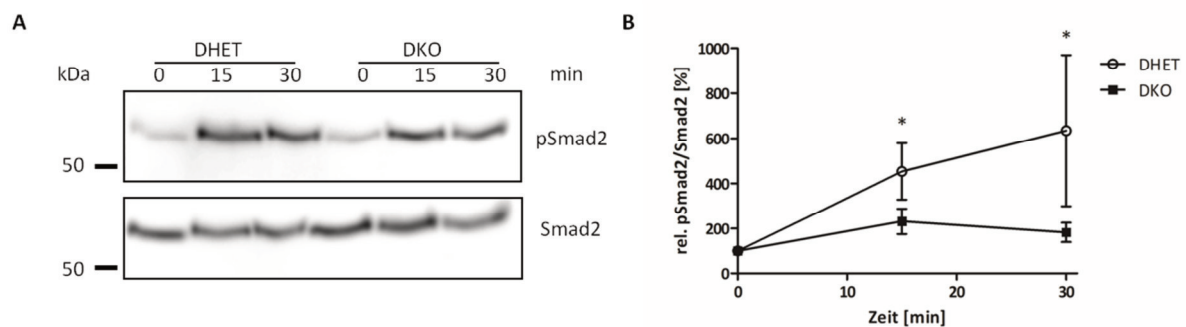 A
DHET DKO
kDa 0 15 30 0 15 30 min
pSmad2
50
Smad2
50
B
*
*
1000
800
600
400
200
0
rel. pSmad2/Smad2 [%]
0 10 20 30
Zeit [min]
DHET
DKO